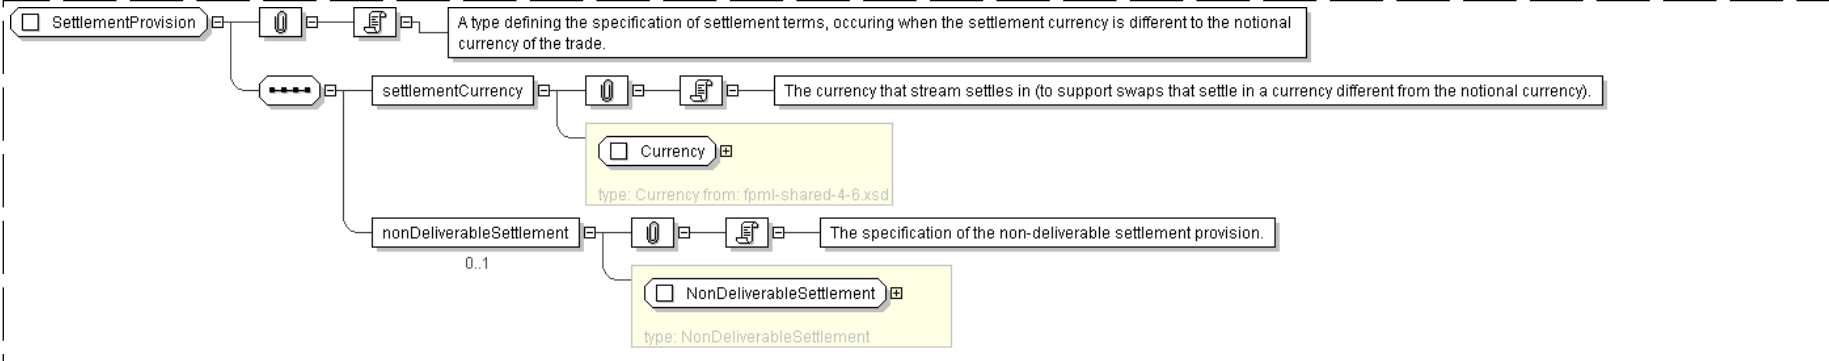 SettlementProvision
A type defining the specification of settlement terms, occuring when the settlement currency is different to the notional
currency of the trade.
settlementCurrency
The currency that stream settles in (to support swaps that settle in a currency different from the notional currency).
Currency
type: Currency from: fpml-shared-4-6.xsd
nonDeliverableSettlement
The specification of the non-deliverable settlement provision.
0..1
NonDeliverableSettlement
type: NonDeliverableSettlement